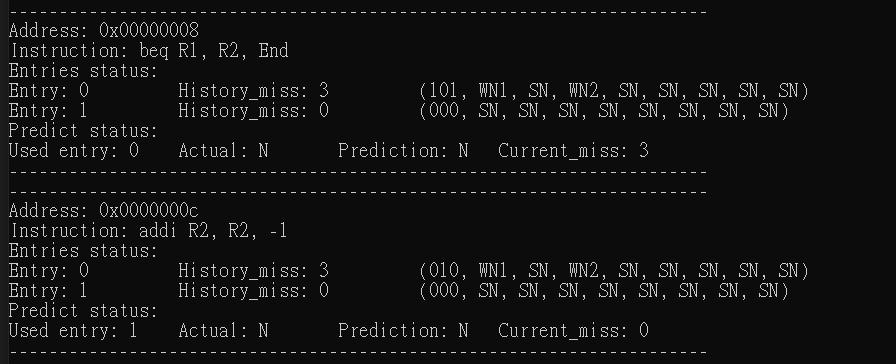 ----------------------------------------------------------------------
Address: 0x00000008
Instruction: beq R1, R2, End
Entries status:
Entry: 0 History_miss: 3 (101, WN1, SN, WN2, SN, SN, SN, SN, SN)
Entry: 1 History_miss: 0 (000, SN, SN, SN, SN, SN, SN, SN, SN)
Predict status:
Used entry: 0 Actual: N Prediction: N Current_miss: 3
----------------------------------------------------------------------
----------------------------------------------------------------------
Address: 0x0000000c
Instruction: addi R2, R2, -1
Entries status:
Entry: 0 History_miss: 3 (010, WN1, SN, WN2, SN, SN, SN, SN, SN)
Entry: 1 History_miss: 0 (000, SN, SN, SN, SN, SN, SN, SN, SN)
Predict status:
Used entry: 1 Actual: N Prediction: N Current_miss: 0
----------------------------------------------------------------------